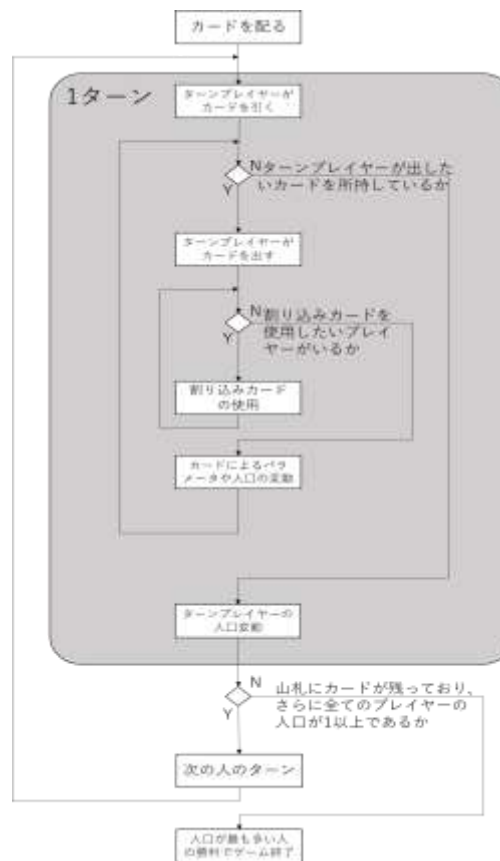 カードを配る
1ターン
ターンプレイヤーが
カードを引く
N
ターンプレイヤーが出した
いカードを所持しているか
Y
ターンプレイヤーが
カードを出す
N
割り込みカードを
使用したいプレイ
ヤーがいるか
Y
割り込みカード
の使用
カードによるパラ
メータや人口の変動
ターンプレイヤーの
人口変動
N
山札にカードが残っており、
さらに全てのプレイヤーの
人口が1以上であるか
Y
次の人のターン
人口が最も多い人
の勝利でゲーム終了